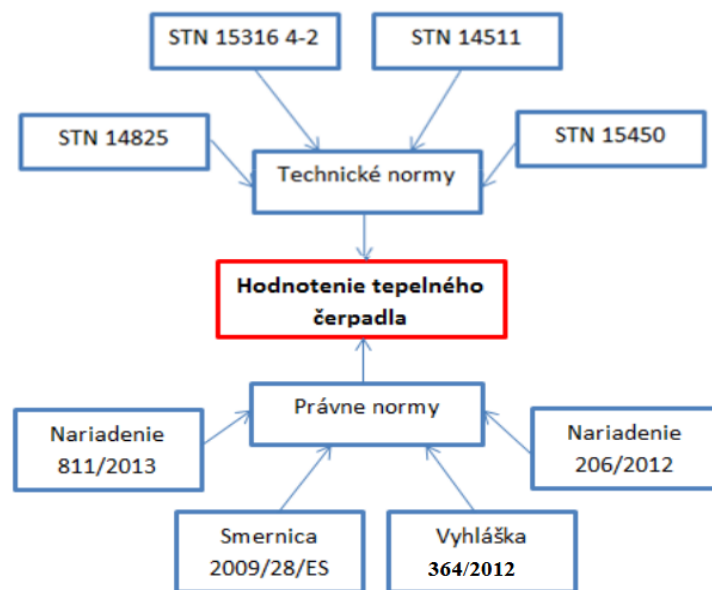 STN 15316 4-2
STN 14511
STN 14825
STN 15450
Technické normy
Hodnotenie tepelného
čerpadla
Právne normy
Nariadenie
811/2013
Nariadenie
206/2012
Smernica
2009/28/ES
Vyhláška
364/2012